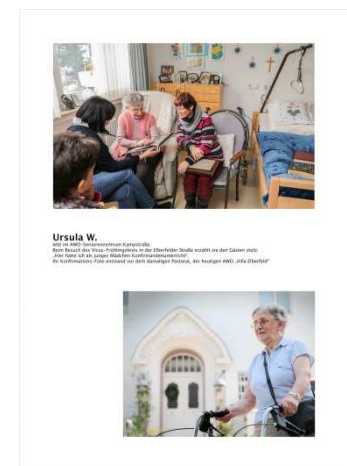 Ursula W.
lebt im AWO-Seniorenzentrum Kampstraße.
Beim Besuch des Vicus-Frühlingsfests in der Elberfelder Straße erzählt sie den Gästen stolz:
„Hier hatte ich als junges Mädchen Konfirmandenunterricht“.
Ihr Konfirmations-Foto entstand vor dem damaligen Pastorat, der heutigen AWO „Villa Elberfeld“